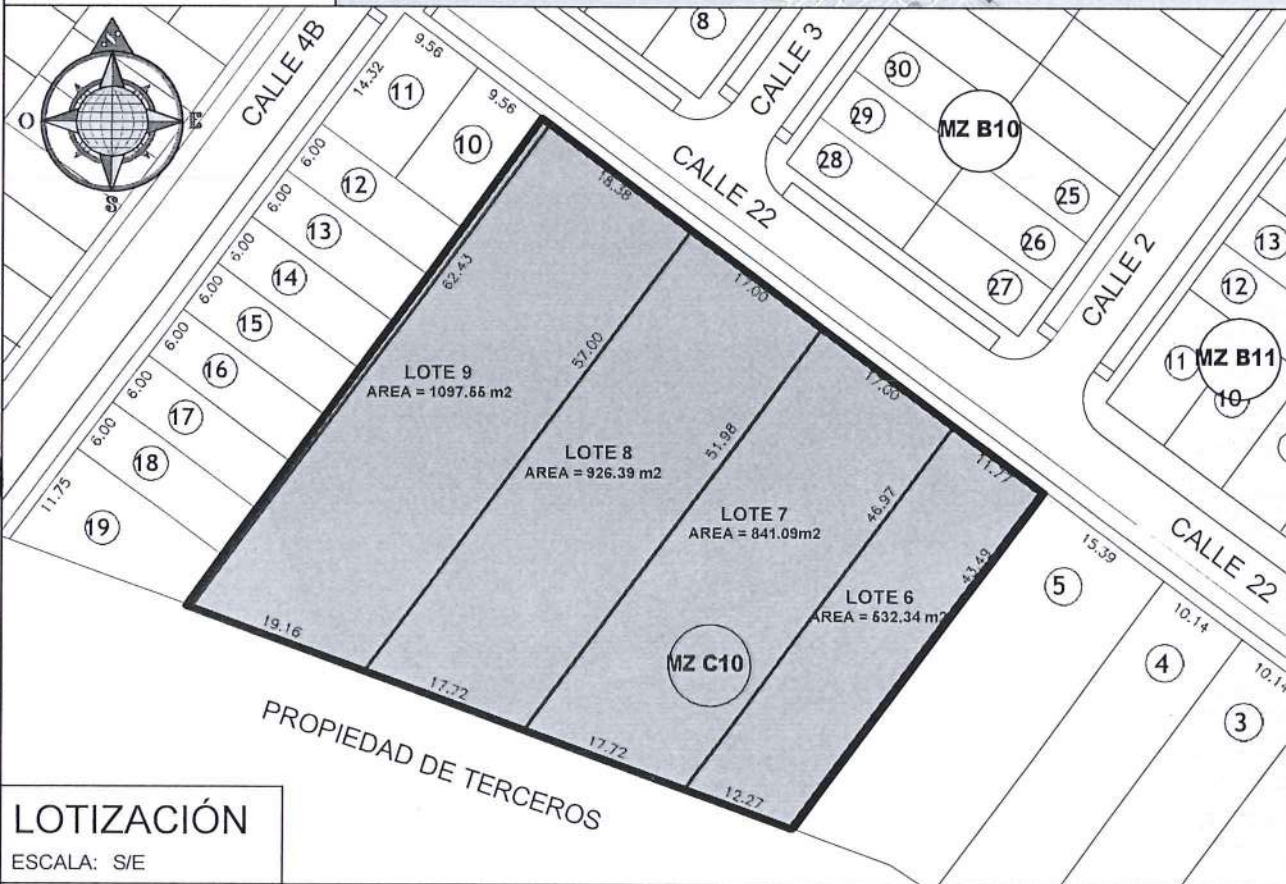 CALLE 4B
9.56
14.32
11
9.56
10
6.00
12
6.00
13
6.00
14
6.00
15
6.00
16
6.00
17
6.00
18
11.75
19
8
CALLE 3
30
29
28
MZ B10
25
26
27
CALLE 22
CALLE 2
13
12
11
MZ B11
10
18.38
17.00
17.00
11.77
62.43
57.00
51.98
46.97
43.49
LOTE 9
AREA = 1097.55 m2
LOTE 8
AREA = 926.39 m2
LOTE 7
AREA = 841.09m2
LOTE 6
AREA = 532.34 m2
MZ C10
19.16
17.72
17.72
12.27
PROPIEDAD DE TERCEROS
15.39
5
10.14
4
10.14
3
CALLE 22
O
E
LOTIZACIÓN
ESCALA: S/E